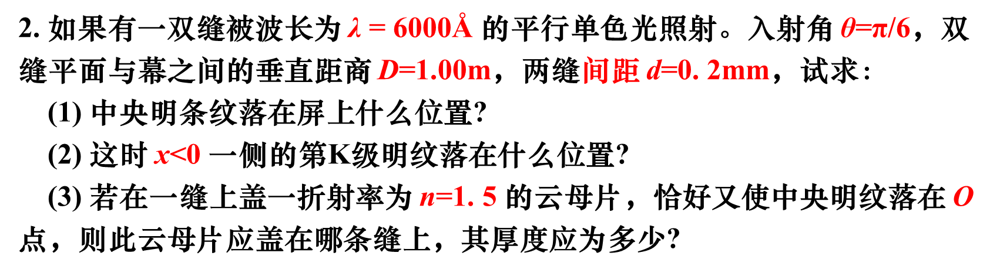 2. 如果有一双缝被波长为 λ = 6000Å 的平行单色光照射。入射角 θ=π/6，双
缝平面与幕之间的垂直距商 D=1.00m，两缝间距 d=0. 2mm，试求：
(1) 中央明条纹落在屏上什么位置?
(2) 这时 x<0 一侧的第K级明纹落在什么位置?
(3) 若在一缝上盖一折射率为 n=1. 5 的云母片，恰好又使中央明纹落在 O
点，则此云母片应盖在哪条缝上，其厚度应为多少?